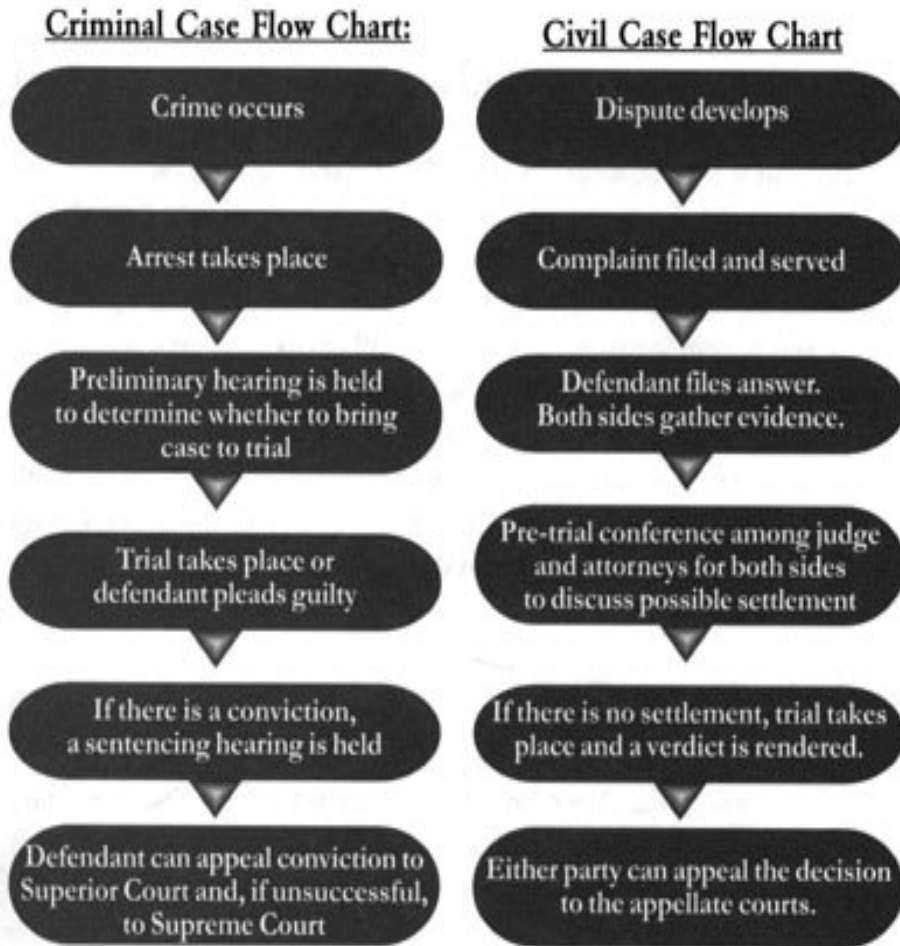 Criminal Case Flow Chart:
Crime occurs
Arrest takes place
Preliminary hearing is held
to determine whether to bring
case to trial
Trial takes place or
defendant pleads guilty
If there is a conviction,
a sentencing hearing is held
Defendant can appeal conviction to
Superior Court and, if unsuccessful,
to Supreme Court
Civil Case Flow Chart
Dispute develops
Complaint filed and served
Defendant files answer.
Both sides gather evidence.
Pre-trial conference among judge
and attorneys for both sides
to discuss possible settlement
If there is no settlement, trial takes
place and a verdict is rendered.
Either party can appeal the decision
to the appellate courts.